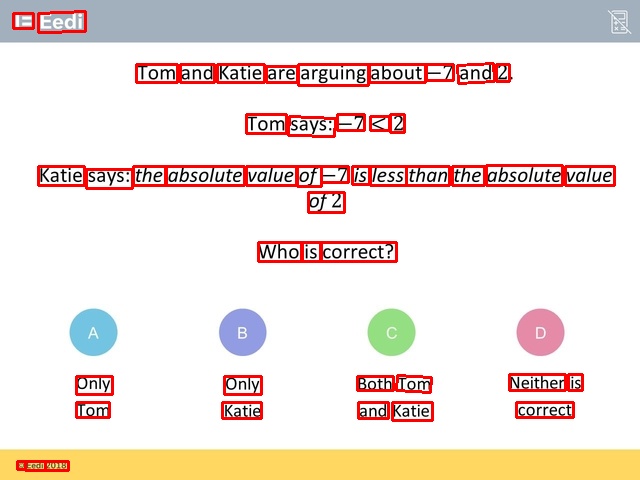 Eedi
Tom and Katie are arguing about −7 and 2.
Tom says: −7 < 2
Katie says: the absolute value of −7 is less than the absolute value
of 2
Who is correct?
A B C D
Only Only Both Tom Neither is
Tom Katie and Katie correct
© Eedi 2018